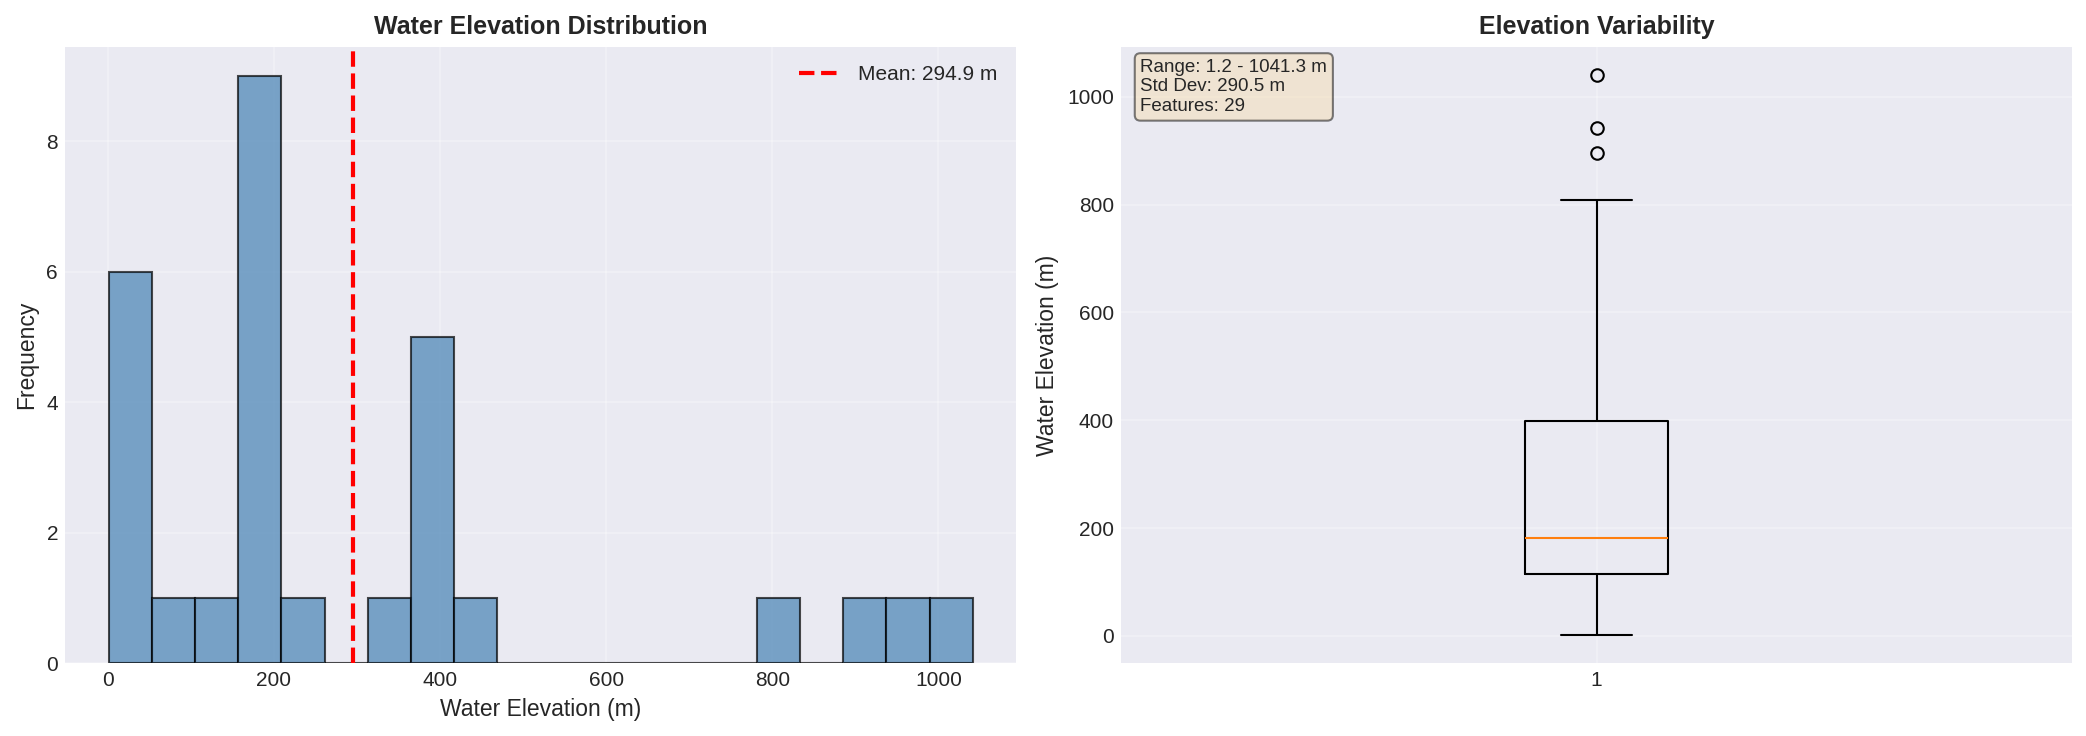 Water Elevation Distribution
Mean: 294.9 m
8
6
4
2
0
Frequency
0 200 400 600 800 1000
Water Elevation (m)
Elevation Variability
Range: 1.2 - 1041.3 m
Std Dev: 290.5 m
Features: 29
1000
800
600
400
200
0
Water Elevation (m)
1